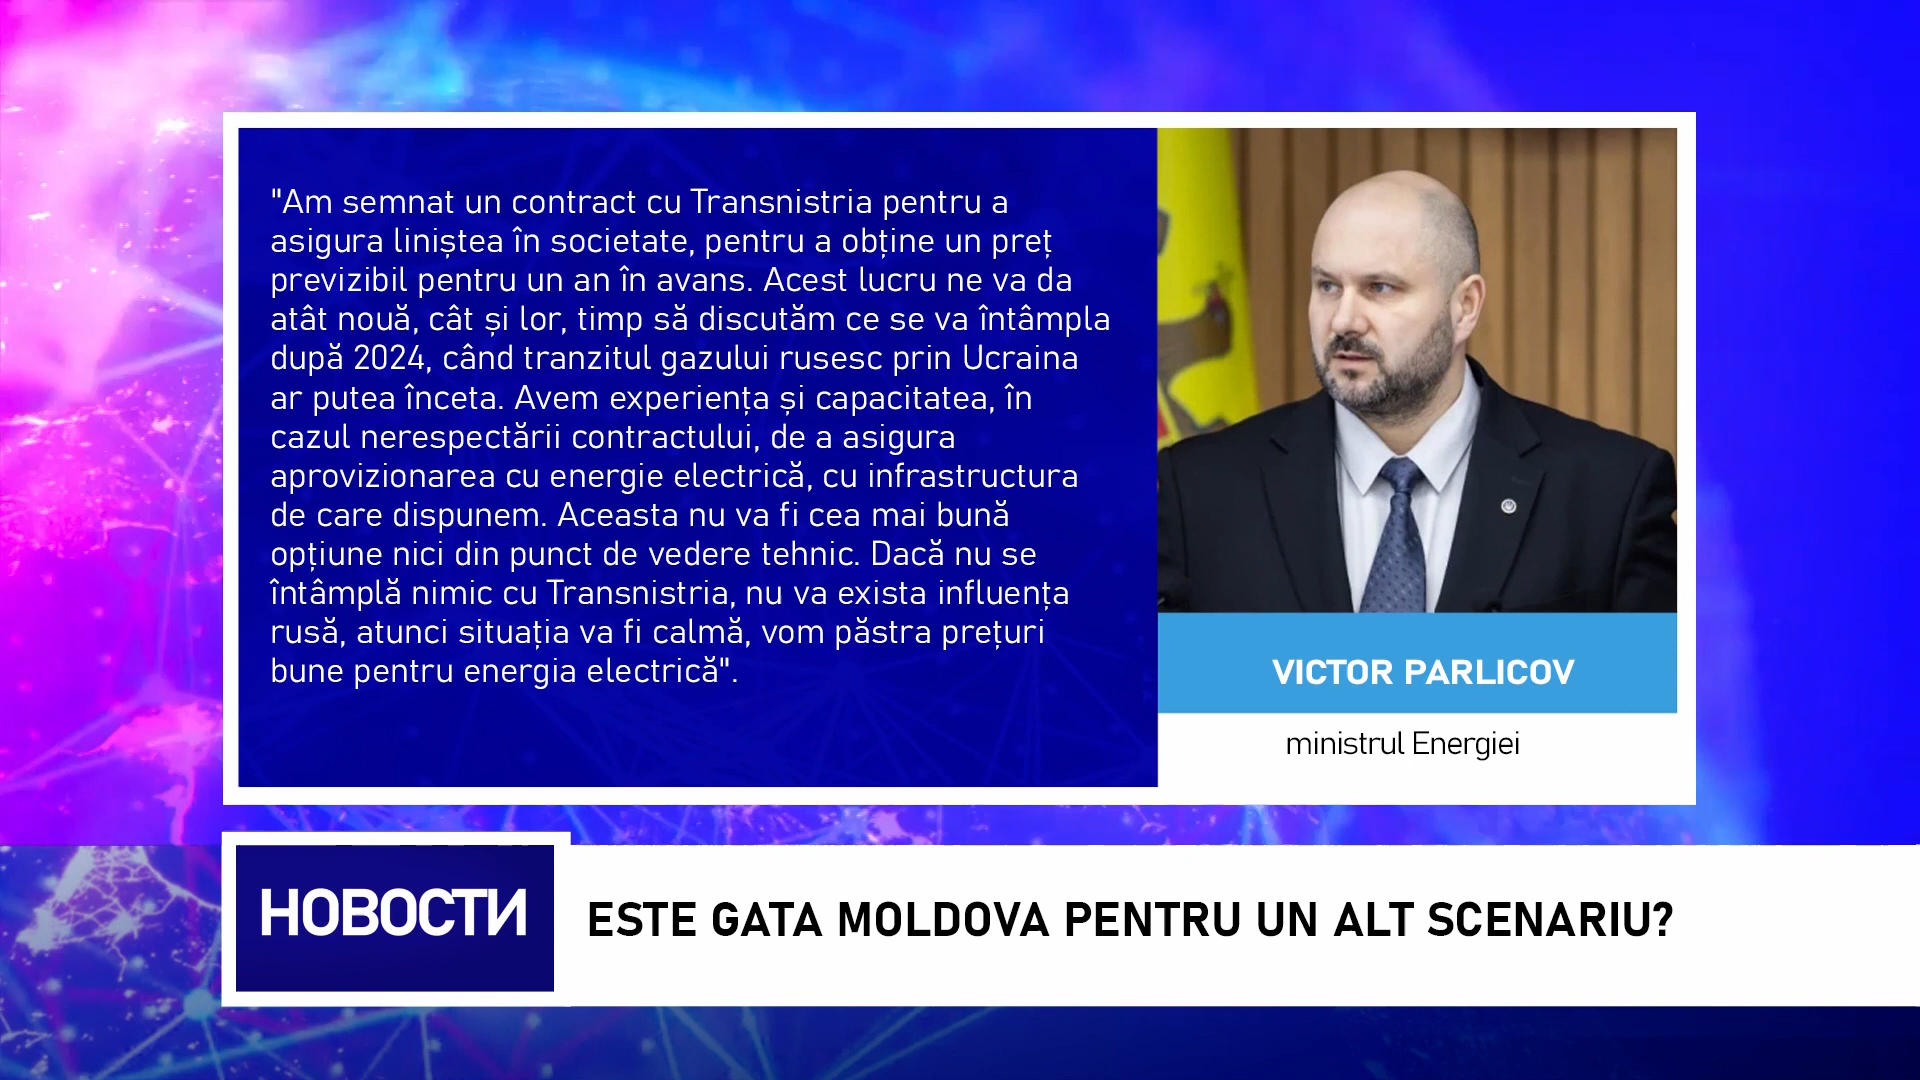 "Am semnat un contract cu Transnistria pentru a
asigura liniștea în societate, pentru a obține un preț
previzibil pentru un an în avans. Acest lucru ne va da
atât nouă, cât și lor, timp să discutăm ce se va întâmpla
după 2024, când tranzitul gazului rusesc prin Ucraina
ar putea înceta. Avem experiența și capacitatea, în
cazul nerespectării contractului, de a asigura
aprovizionarea cu energie electrică, cu infrastructura
de care dispunem. Aceasta nu va fi cea mai bună
opțiune nici din punct de vedere tehnic. Dacă nu se
întâmplă nimic cu Transnistria, nu va exista influența
rusă, atunci situația va fi calmă, vom păstra prețuri
bune pentru energia electrică".
VICTOR PARLICOV
ministrul Energiei
НОВОСТИ
ESTE GATA MOLDOVA PENTRU UN ALT SCENARIU?